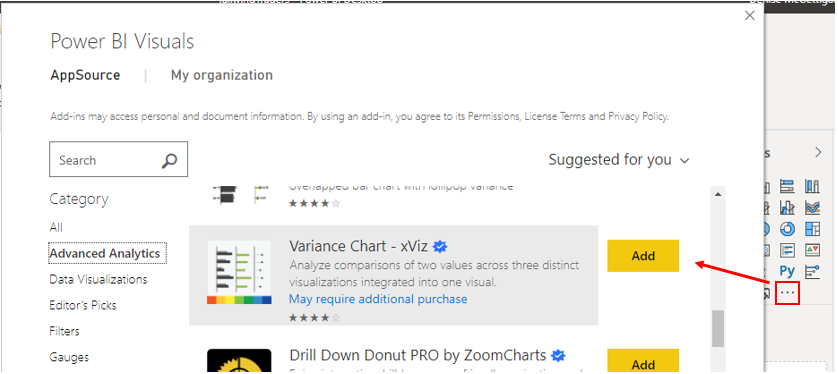 Power BI Visuals
AppSource | My organization
Add-ins may access personal and document information. By using an add-in, you agree to its Permissions, License Terms and Privacy Policy.
Search
Suggested for you
Category
All
Advanced Analytics
Data Visualizations
Editor's Picks
Filters
Gauges
Overlapped bar chart with lollipop variance
Variance Chart - xViz
Analyze comparisons of two values across three distinct
visualizations integrated into one visual.
May require additional purchase
Add
Drill Down Donut PRO by ZoomCharts
Add
Py